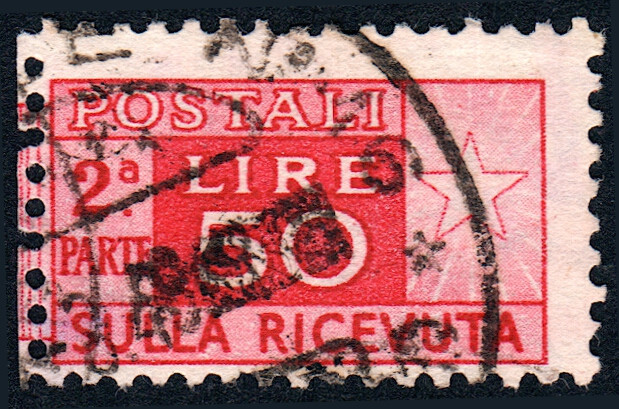 POSTALI
2ª
PARTE
LIRE
50
SULLA RICEVUTA